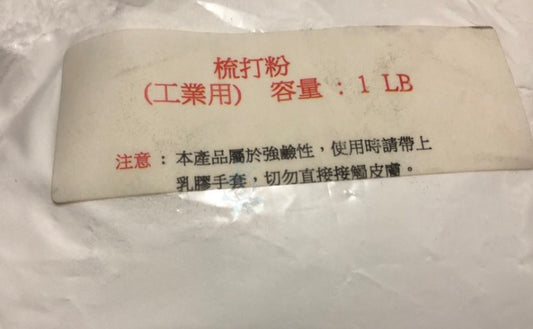 梳打粉
(工業用) 容量：1 LB
注意：本產品屬於強鹼性，使用時請帶上
乳膠手套，切勿直接接觸皮膚。